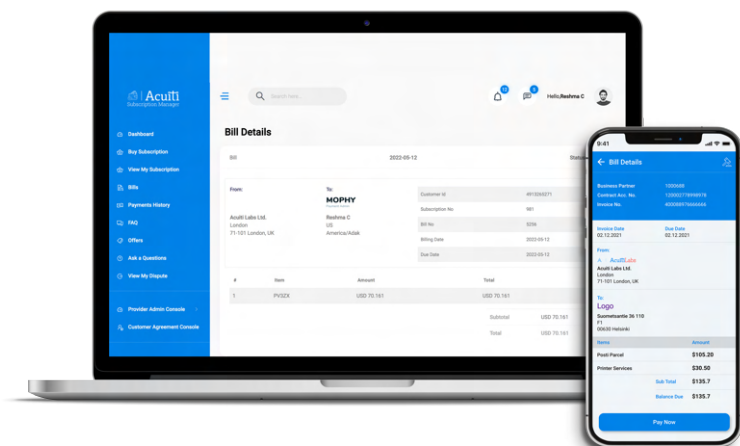 Aculti
Subscription Manager
Dashboard
Buy Subscription
View My Subscription
Bills
Payments History
FAQ
Offers
Ask a Questions
View My Dispute
Provider Admin Console
Customer Agreement Console
Search here...
Hello,Reshma C
Bill Details
Bill
2022-05-12
Status
From:
Aculti Labs Ltd.
London
71-101 London, UK
To:
MOPHY
Reshma C
US
America/Adak
Customer Id
Subscription No
981
Bill No
5206
Billing Date
2022-05-12
Due Date
2022-05-12
# Item Amount Total
1 PV3ZX USD 70.161 USD 70.161
Subtotal USD 70.161
Total USD 70.161
9:41
Bill Details
Business Partner
Contract Acc. No.
Invoice No.
Invoice Date
02.12.2021
Due Date
02.12.2021
From:
AcultiLabs
Aculti Labs Ltd.
London
71-101 London, UK
To:
Logo
Suometsantie 26 110
F1
00630 Helsinki
Items Amount
Posti Parcel $105.20
Printer Services $30.50
Sub Total $135.7
Balance Due $135.7
Pay Now